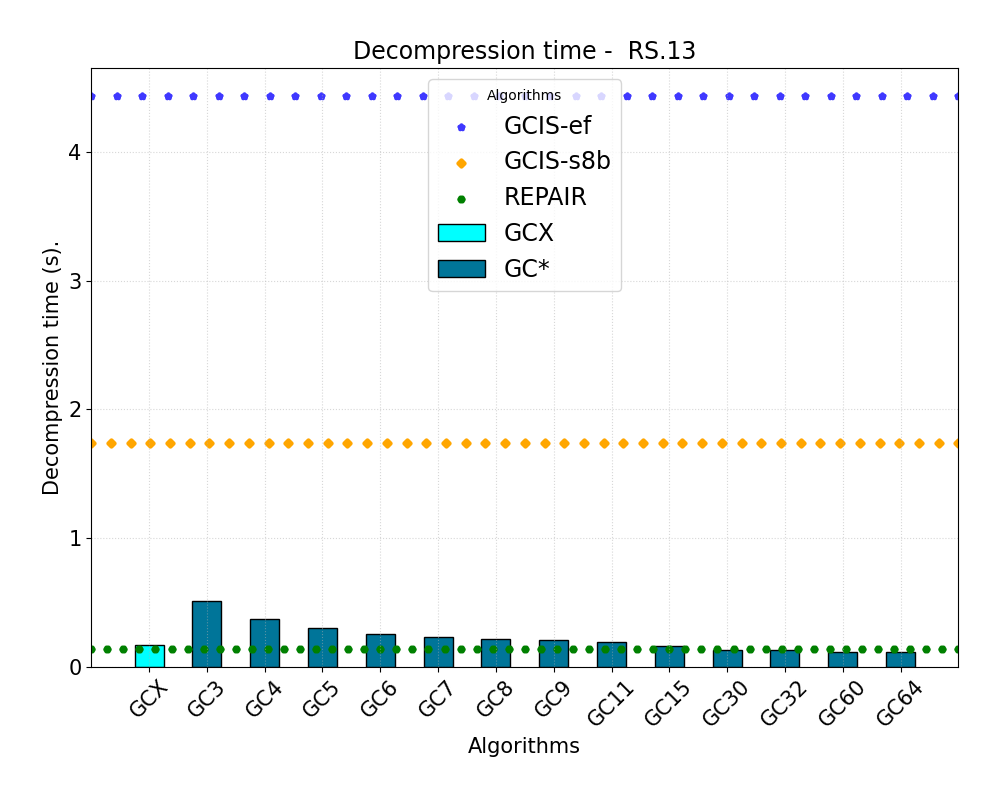 Decompression time -  RS.13
Algorithms
GCIS-ef
GCIS-s8b
REPAIR
GCX
GC*
Decompression time (s).
4
3
2
1
0
GCX GC3 GC4 GC5 GC6 GC7 GC8 GC9 GC11 GC15 GC30 GC32 GC60 GC64
Algorithms